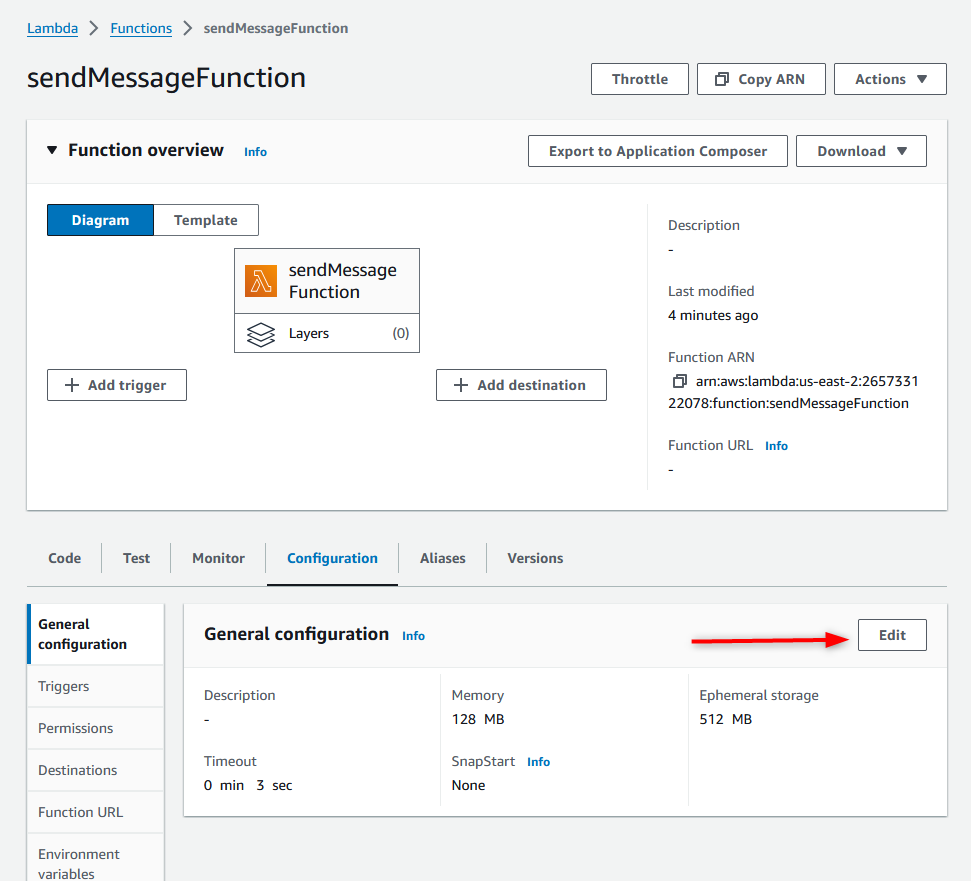 Lambda > Functions > sendMessageFunction
sendMessageFunction
Throttle Copy ARN Actions
Function overview Info
Export to Application Composer Download
Diagram Template
sendMessage
Function
Layers (0)
+ Add trigger
+ Add destination
Description
-
Last modified
4 minutes ago
Function ARN
arn:aws:lambda:us-east-2:2657331
22078:function:sendMessageFunction
Function URL Info
-
Code Test Monitor Configuration Aliases Versions
General
configuration
Triggers
Permissions
Destinations
Function URL
Environment
variables
General configuration Info
Edit
Description
-
Timeout
0 min 3 sec
Memory
128 MB
SnapStart Info
None
Ephemeral storage
512 MB